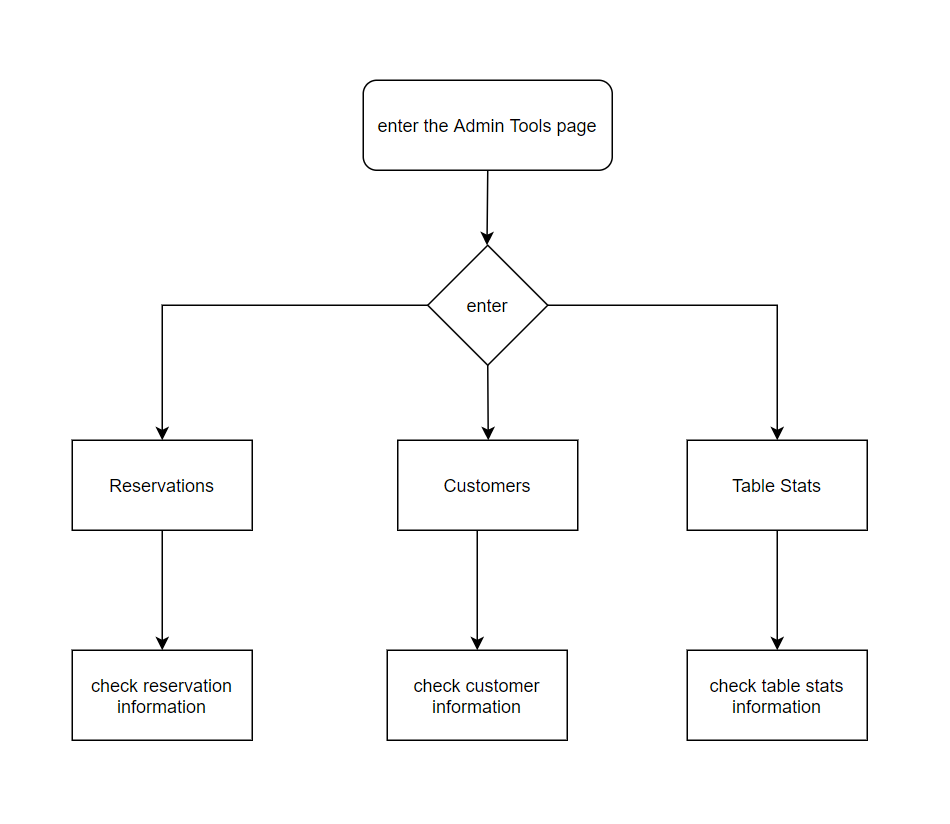 enter the Admin Tools page
enter
Reservations
Customers
Table Stats
check reservation
information
check customer
information
check table stats
information